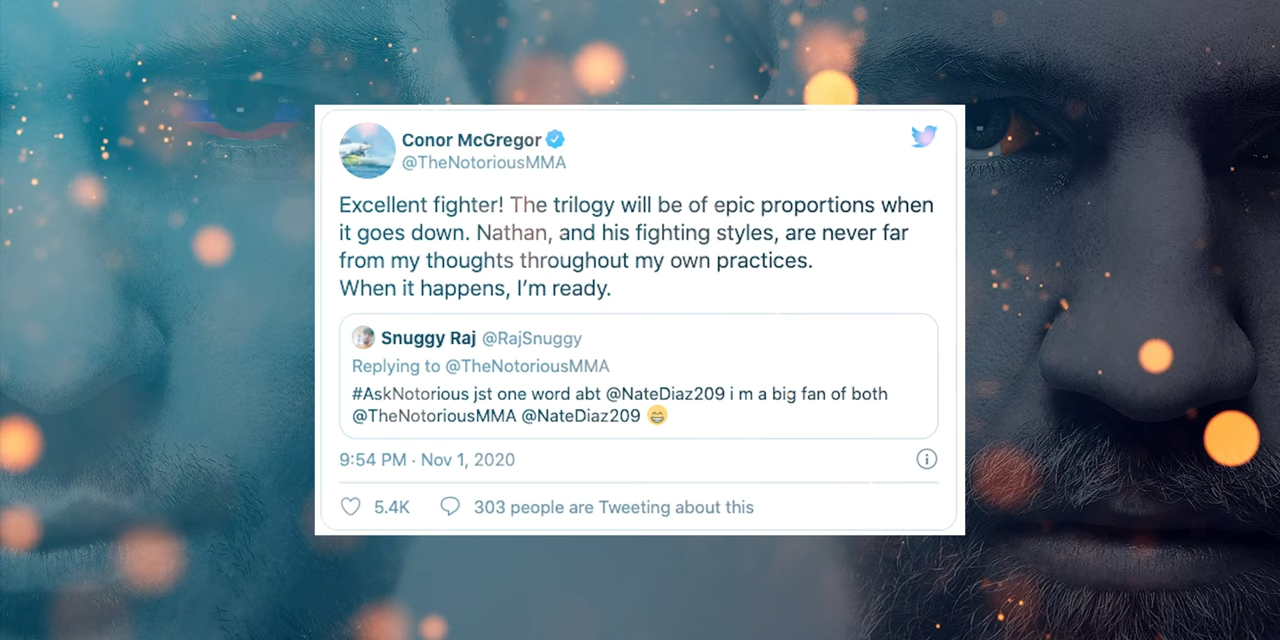 Conor McGregor
@TheNotoriousMMA
Excellent fighter! The trilogy will be of epic proportions when
it goes down. Nathan, and his fighting styles, are never far
from my thoughts throughout my own practices.
When it happens, I’m ready.
Snuggy Raj @RajSnuggy
Replying to @TheNotoriousMMA
#AskNotorious jst one word abt @NateDiaz209 i m a big fan of both
@TheNotoriousMMA @NateDiaz209 😁
9:54 PM · Nov 1, 2020
5.4K 303 people are Tweeting about this